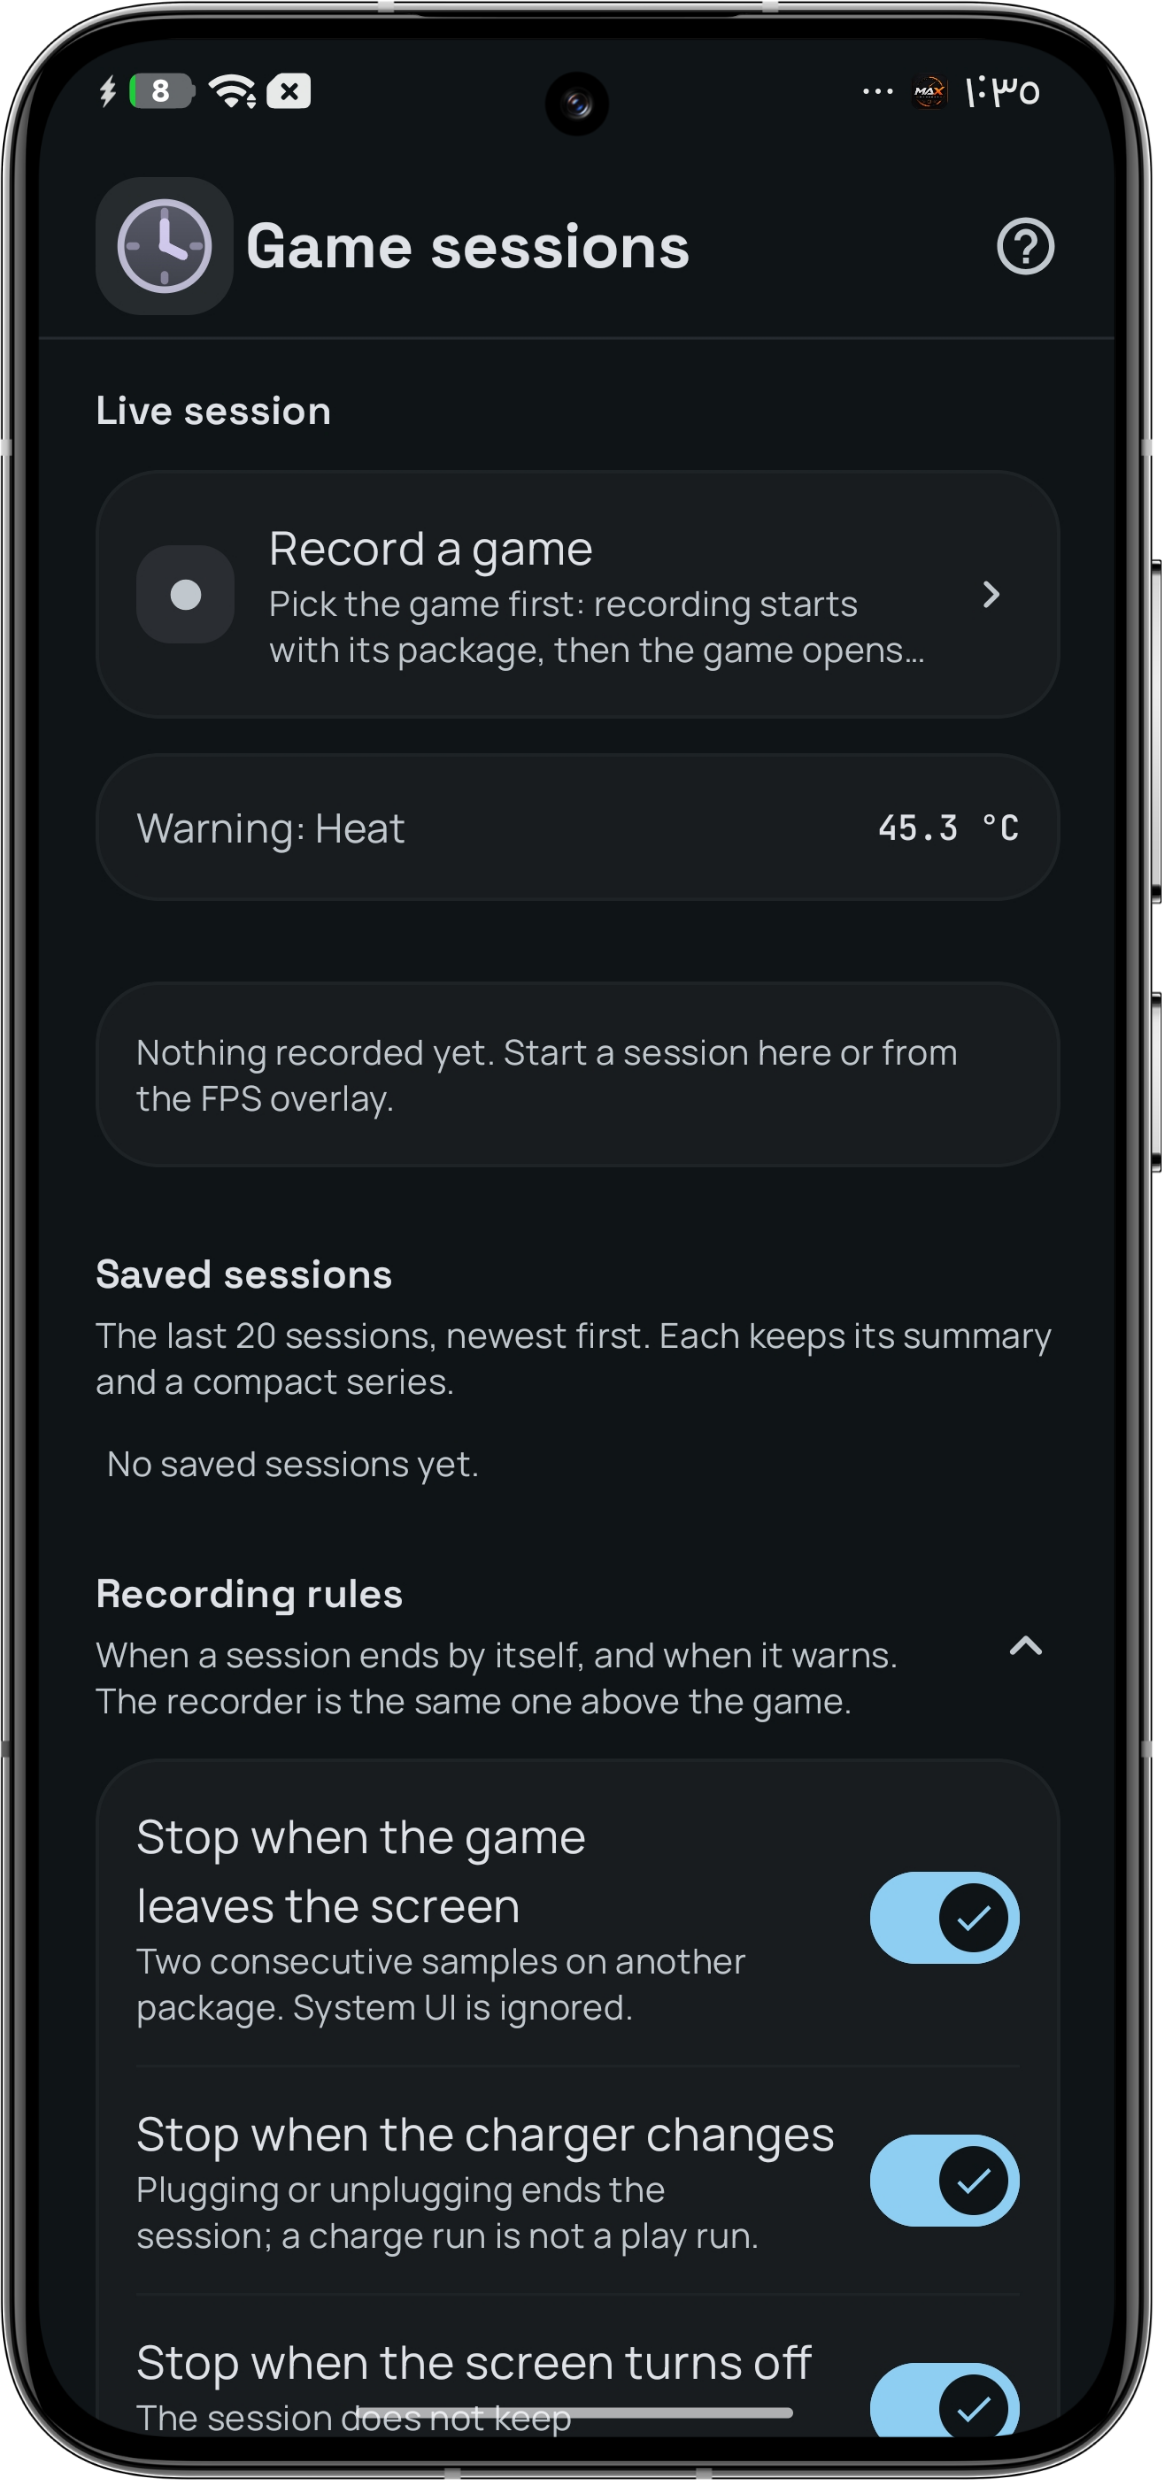 8
MAX
١:٣٥
Game sessions
Live session
Record a game
Pick the game first: recording starts
with its package, then the game opens...
Warning: Heat
45.3 °C
Nothing recorded yet. Start a session here or from
the FPS overlay.
Saved sessions
The last 20 sessions, newest first. Each keeps its summary
and a compact series.
No saved sessions yet.
Recording rules
When a session ends by itself, and when it warns.
The recorder is the same one above the game.
Stop when the game
leaves the screen
Two consecutive samples on another
package. System UI is ignored.
Stop when the charger changes
Plugging or unplugging ends the
session; a charge run is not a play run.
Stop when the screen turns off
The session does not keep